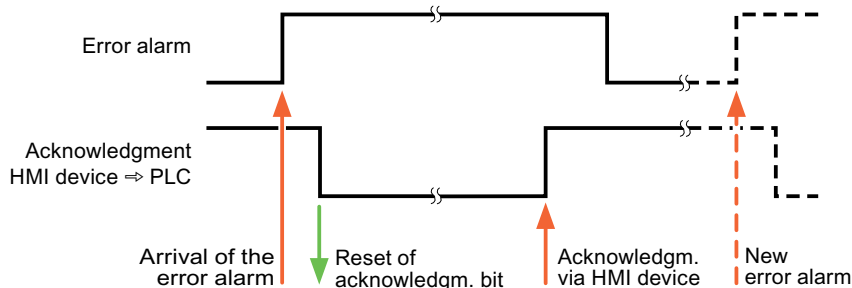 Error alarm
Acknowledgment
HMI device ⇨ PLC
Arrival of the
error alarm
Reset of
acknowledgm. bit
Acknowledgm.
via HMI device
New
error alarm